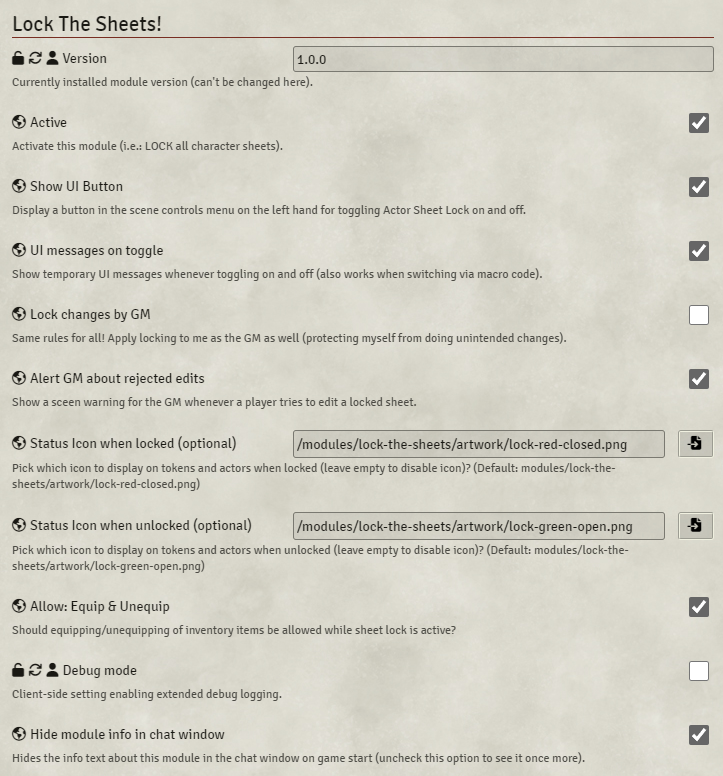 Lock The Sheets!
Version
1.0.0
Currently installed module version (can't be changed here).
Active
Activate this module (i.e.: LOCK all character sheets).
Show UI Button
Display a button in the scene controls menu on the left hand for toggling Actor Sheet Lock on and off.
UI messages on toggle
Show temporary UI messages whenever toggling on and off (also works when switching via macro code).
Lock changes by GM
Same rules for all! Apply locking to me as the GM as well (protecting myself from doing unintended changes).
Alert GM about rejected edits
Show a sceen warning for the GM whenever a player tries to edit a locked sheet.
Status Icon when locked (optional)
/modules/lock-the-sheets/artwork/lock-red-closed.png
Pick which icon to display on tokens and actors when locked (leave empty to disable icon)? (Default: modules/lock-the-
sheets/artwork/lock-red-closed.png)
Status Icon when unlocked (optional)
/modules/lock-the-sheets/artwork/lock-green-open.png
Pick which icon to display on tokens and actors when unlocked (leave empty to disable icon)? (Default: modules/lock-the-
sheets/artwork/lock-green-open.png)
Allow: Equip & Unequip
Should equipping/unequipping of inventory items be allowed while sheet lock is active?
Debug mode
Client-side setting enabling extended debug logging.
Hide module info in chat window
Hides the info text about this module in the chat window on game start (uncheck this option to see it once more).